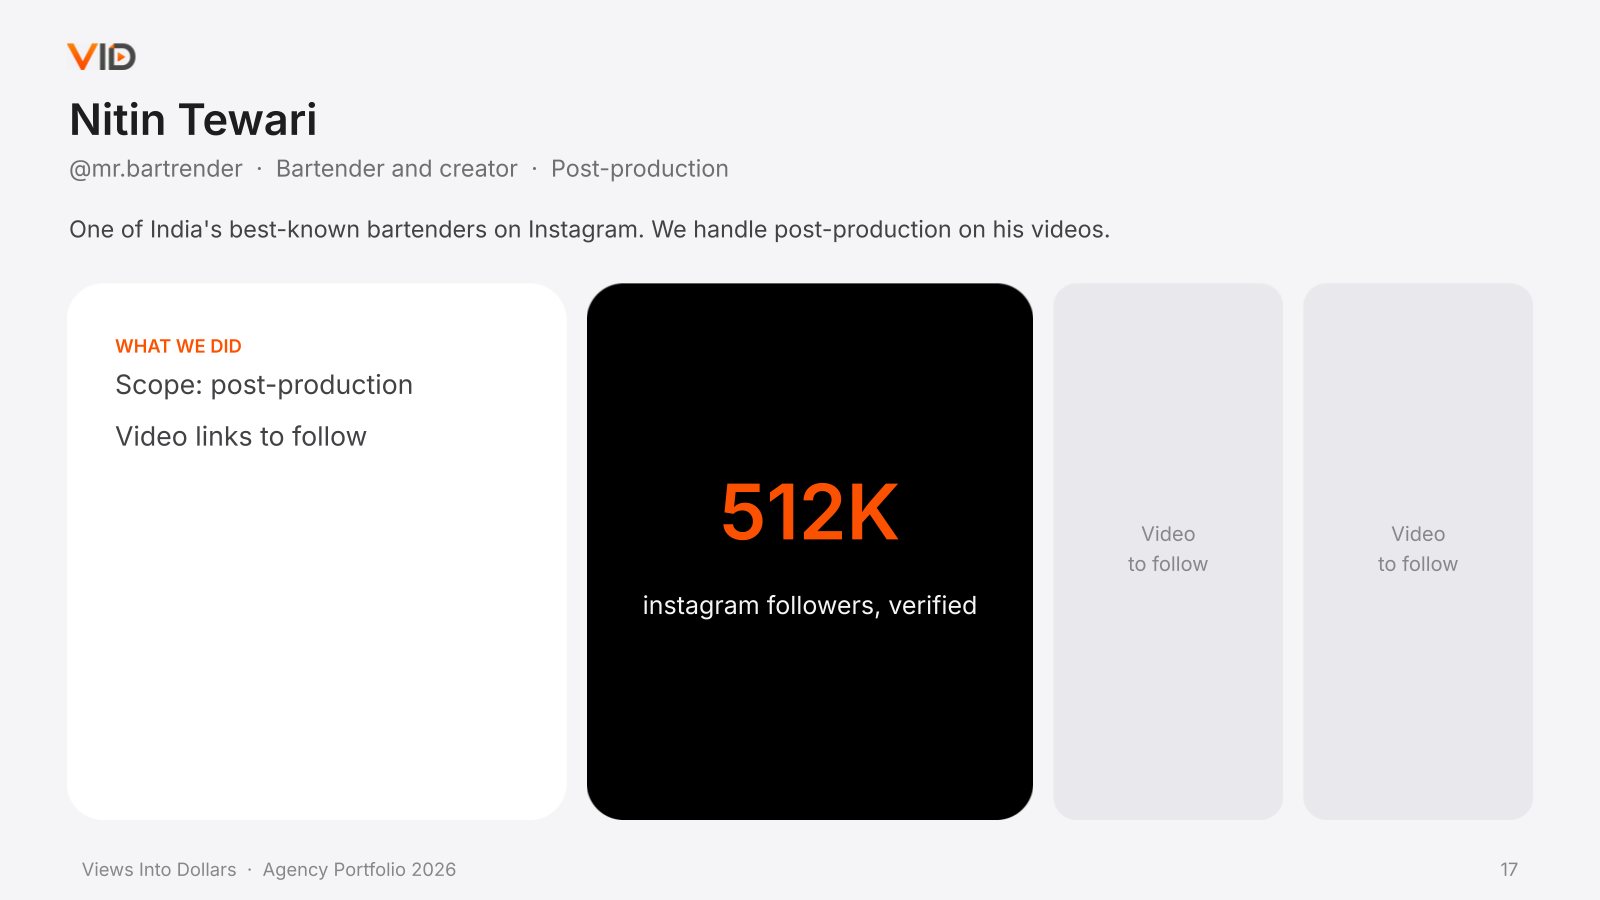 VID
Nitin Tewari
@mr.bartrender · Bartender and creator · Post-production
One of India's best-known bartenders on Instagram. We handle post-production on his videos.
WHAT WE DID
Scope: post-production
Video links to follow
512K
instagram followers, verified
Video
to follow
Video
to follow
Views Into Dollars · Agency Portfolio 2026
17